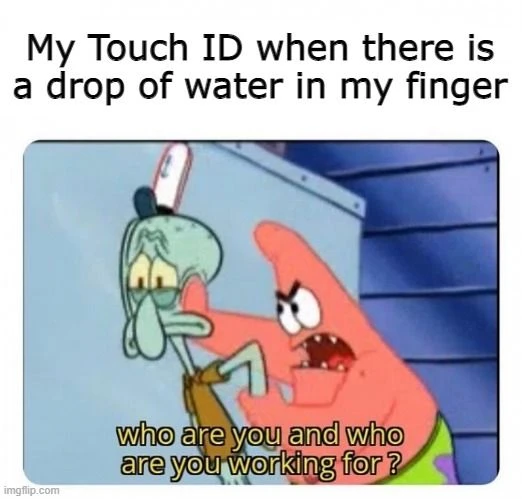 My Touch ID when there is
a drop of water in my finger
who are you and who
are you working for ?
imgflip.com